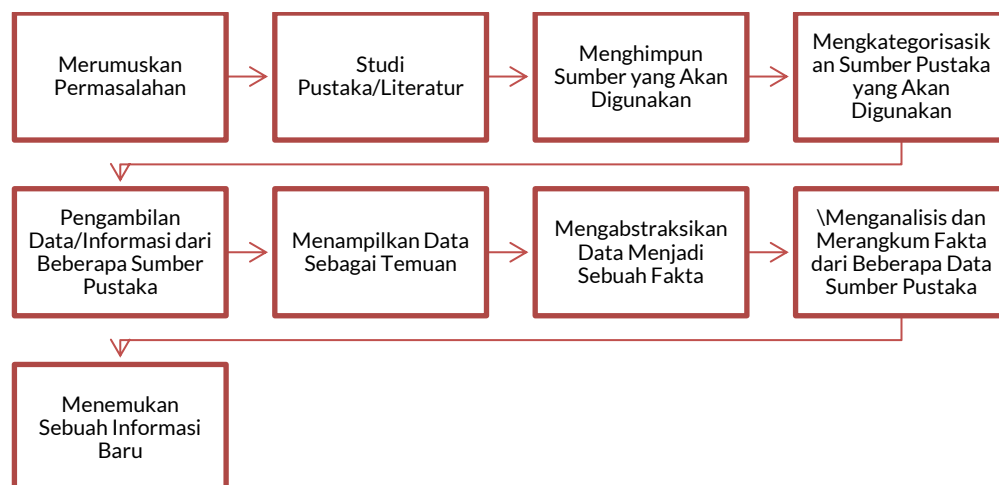 Merumuskan
Permasalahan
Studi
Pustaka/Literatur
Menghimpun
Sumber yang Akan
Digunakan
Mengkategorisasik
an Sumber Pustaka
yang Akan
Digunakan
Pengambilan
Data/Informasi dari
Beberapa Sumber
Pustaka
Menampilkan Data
Sebagai Temuan
Mengabstraksikan
Data Menjadi
Sebuah Fakta
\Menganalisis dan
Merangkum Fakta
dari Beberapa Data
Sumber Pustaka
Menemukan
Sebuah Informasi
Baru